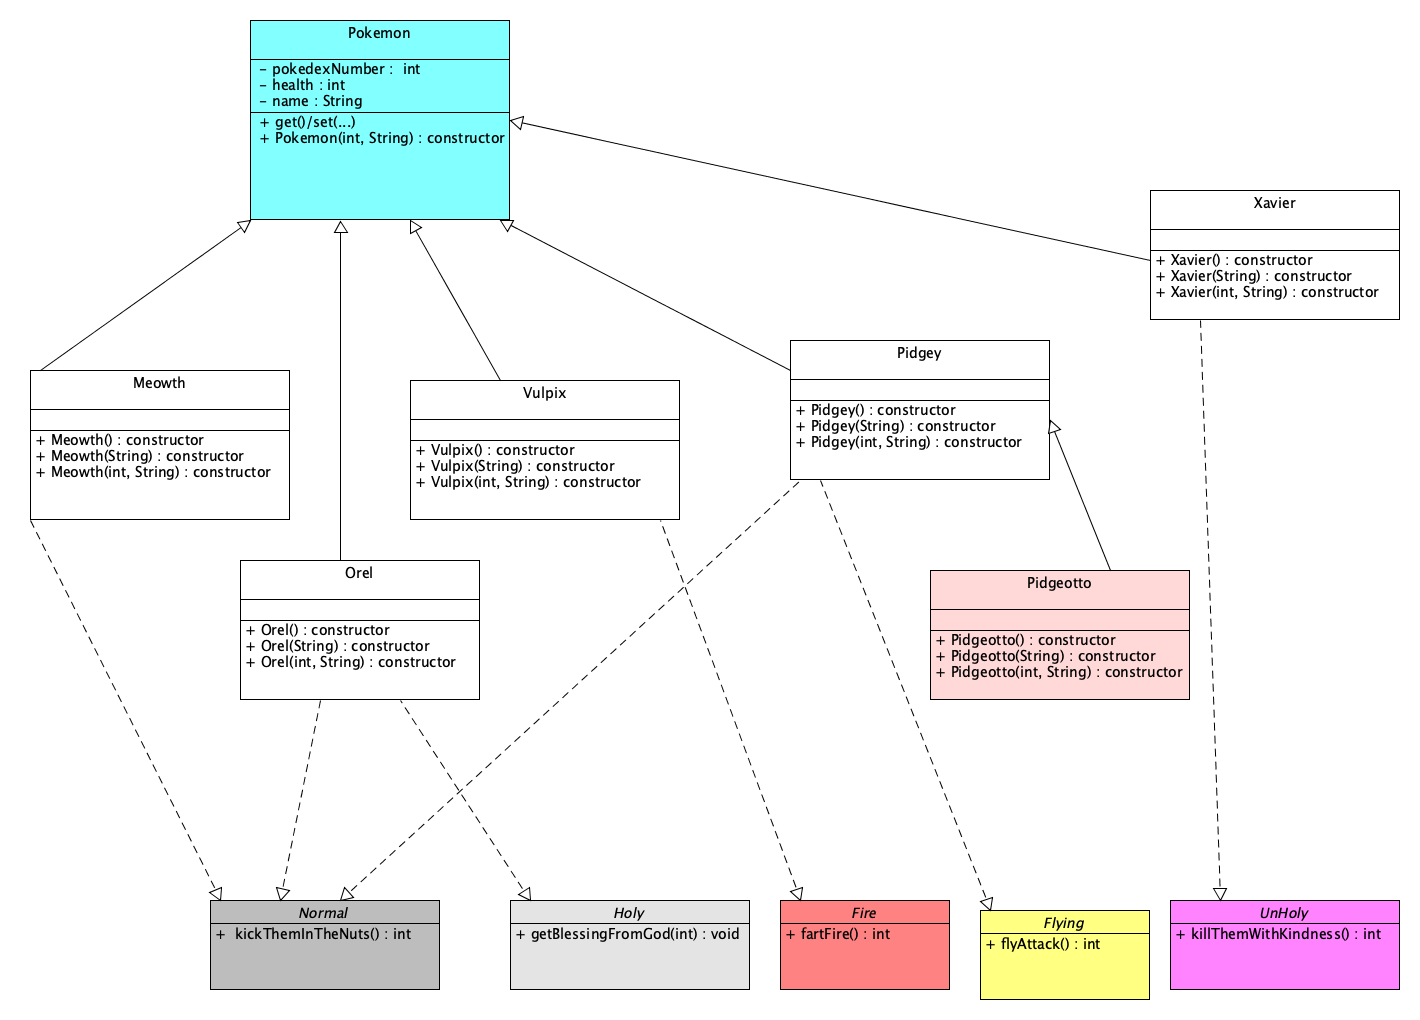 Pokemon
- pokedexNumber : int
- health : int
- name : String
+ get()/set(...)
+ Pokemon(int, String) : constructor
Xavier
+ Xavier() : constructor
+ Xavier(String) : constructor
+ Xavier(int, String) : constructor
Pidgey
+ Pidgey() : constructor
+ Pidgey(String) : constructor
+ Pidgey(int, String) : constructor
Meowth
+ Meowth() : constructor
+ Meowth(String) : constructor
+ Meowth(int, String) : constructor
Vulpix
+ Vulpix() : constructor
+ Vulpix(String) : constructor
+ Vulpix(int, String) : constructor
Orel
+ Orel() : constructor
+ Orel(String) : constructor
+ Orel(int, String) : constructor
Pidgeotto
+ Pidgeotto() : constructor
+ Pidgeotto(String) : constructor
+ Pidgeotto(int, String) : constructor
Normal
+ kickThemInTheNuts() : int
Holy
+ getBlessingFromGod(int) : void
Fire
+ fartFire() : int
Flying
+ flyAttack() : int
UnHoly
+ killThemWithKindness() : int